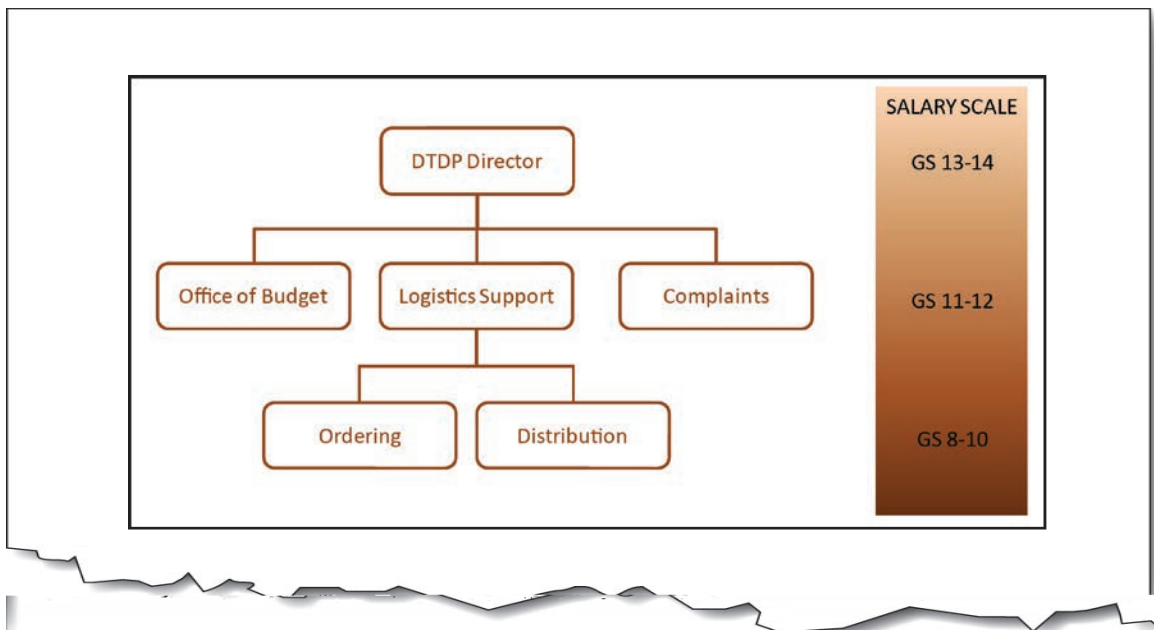 SALARY SCALE
DTDP Director
GS 13-14
Office of Budget
Logistics Support
Complaints
GS 11-12
Ordering
Distribution
GS 8-10